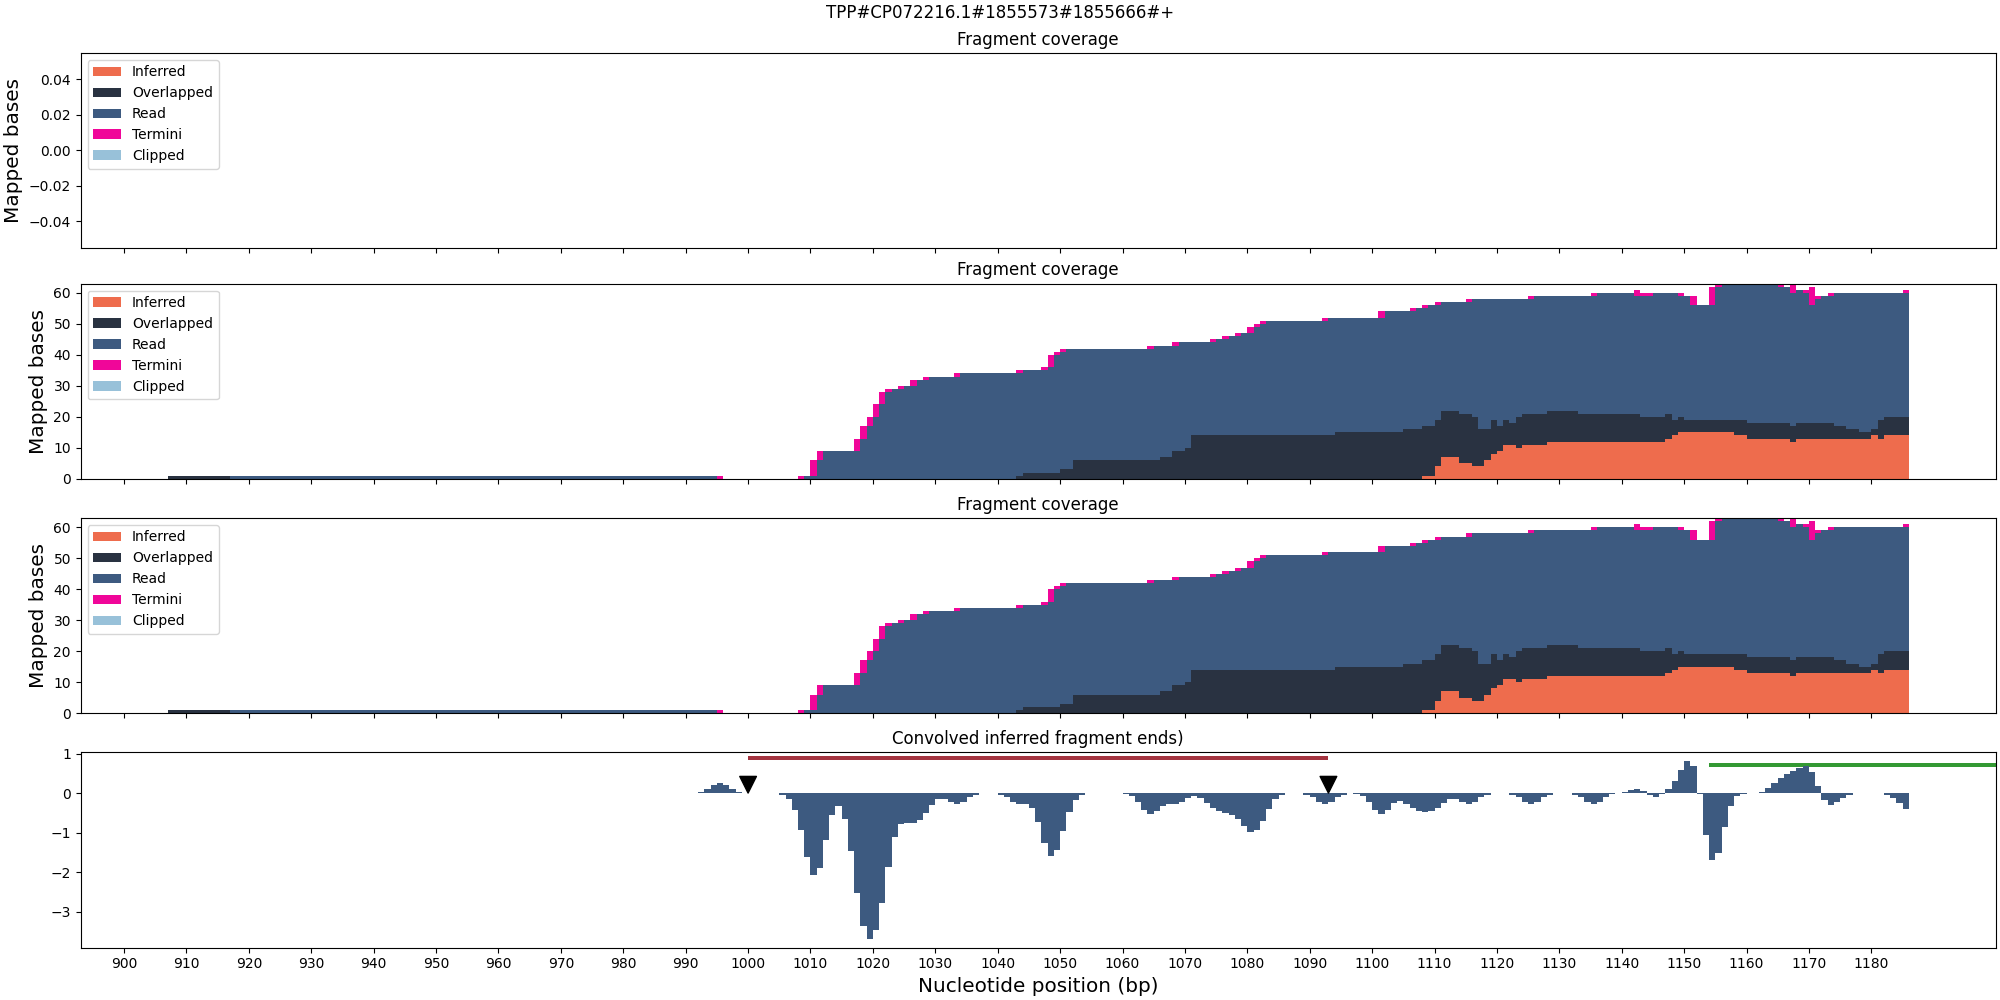 TPP#CP072216.1#1855573#1855666#+
Fragment coverage
Mapped bases
0.04
0.02
0.00
−0.02
−0.04
Inferred
Overlapped
Read
Termini
Clipped
Fragment coverage
Mapped bases
60
50
40
30
20
10
0
Inferred
Overlapped
Read
Termini
Clipped
Fragment coverage
Mapped bases
60
50
40
30
20
10
0
Inferred
Overlapped
Read
Termini
Clipped
Convolved inferred fragment ends)
1
0
−1
−2
−3
900 910 920 930 940 950 960 970 980 990 1000 1010 1020 1030 1040 1050 1060 1070 1080 1090 1100 1110 1120 1130 1140 1150 1160 1170 1180
Nucleotide position (bp)